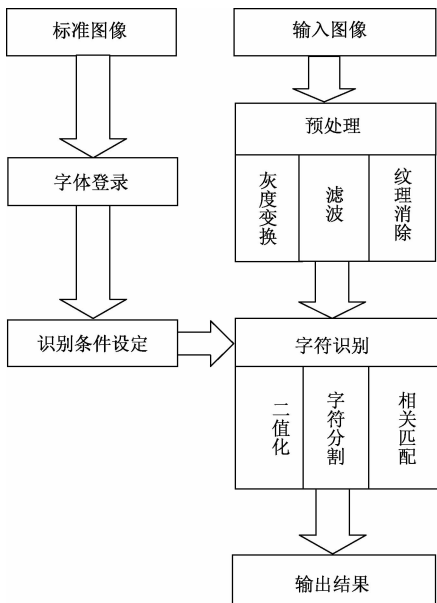 标准图像
输入图像
预处理
灰度变换
滤波
纹理消除
字体登录
识别条件设定
字符识别
二值化
字符分割
相关匹配
输出结果